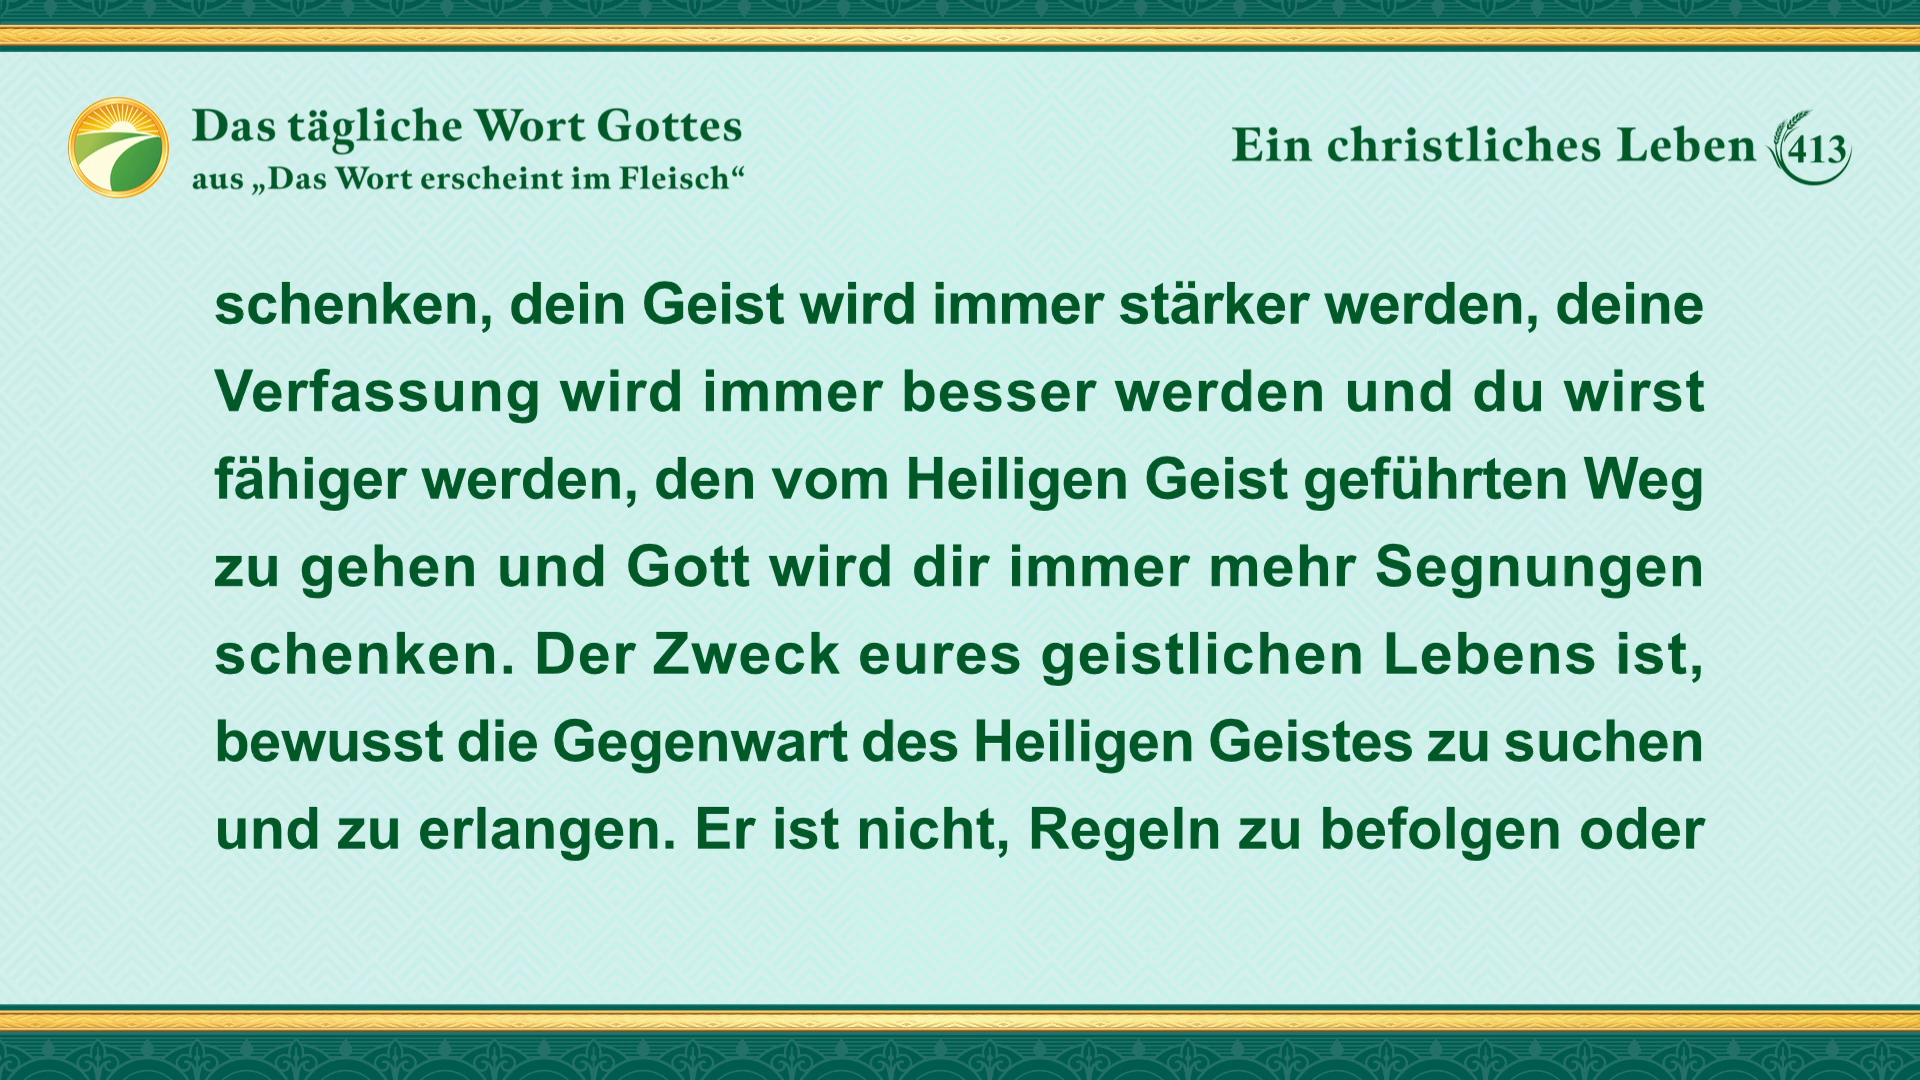 Das tägliche Wort Gottes
aus „Das Wort erscheint im Fleisch“
Ein christliches Leben 413
schenken, dein Geist wird immer stärker werden, deine
Verfassung wird immer besser werden und du wirst
fähiger werden, den vom Heiligen Geist geführten Weg
zu gehen und Gott wird dir immer mehr Segnungen
schenken. Der Zweck eures geistlichen Lebens ist,
bewusst die Gegenwart des Heiligen Geistes zu suchen
und zu erlangen. Er ist nicht, Regeln zu befolgen oder